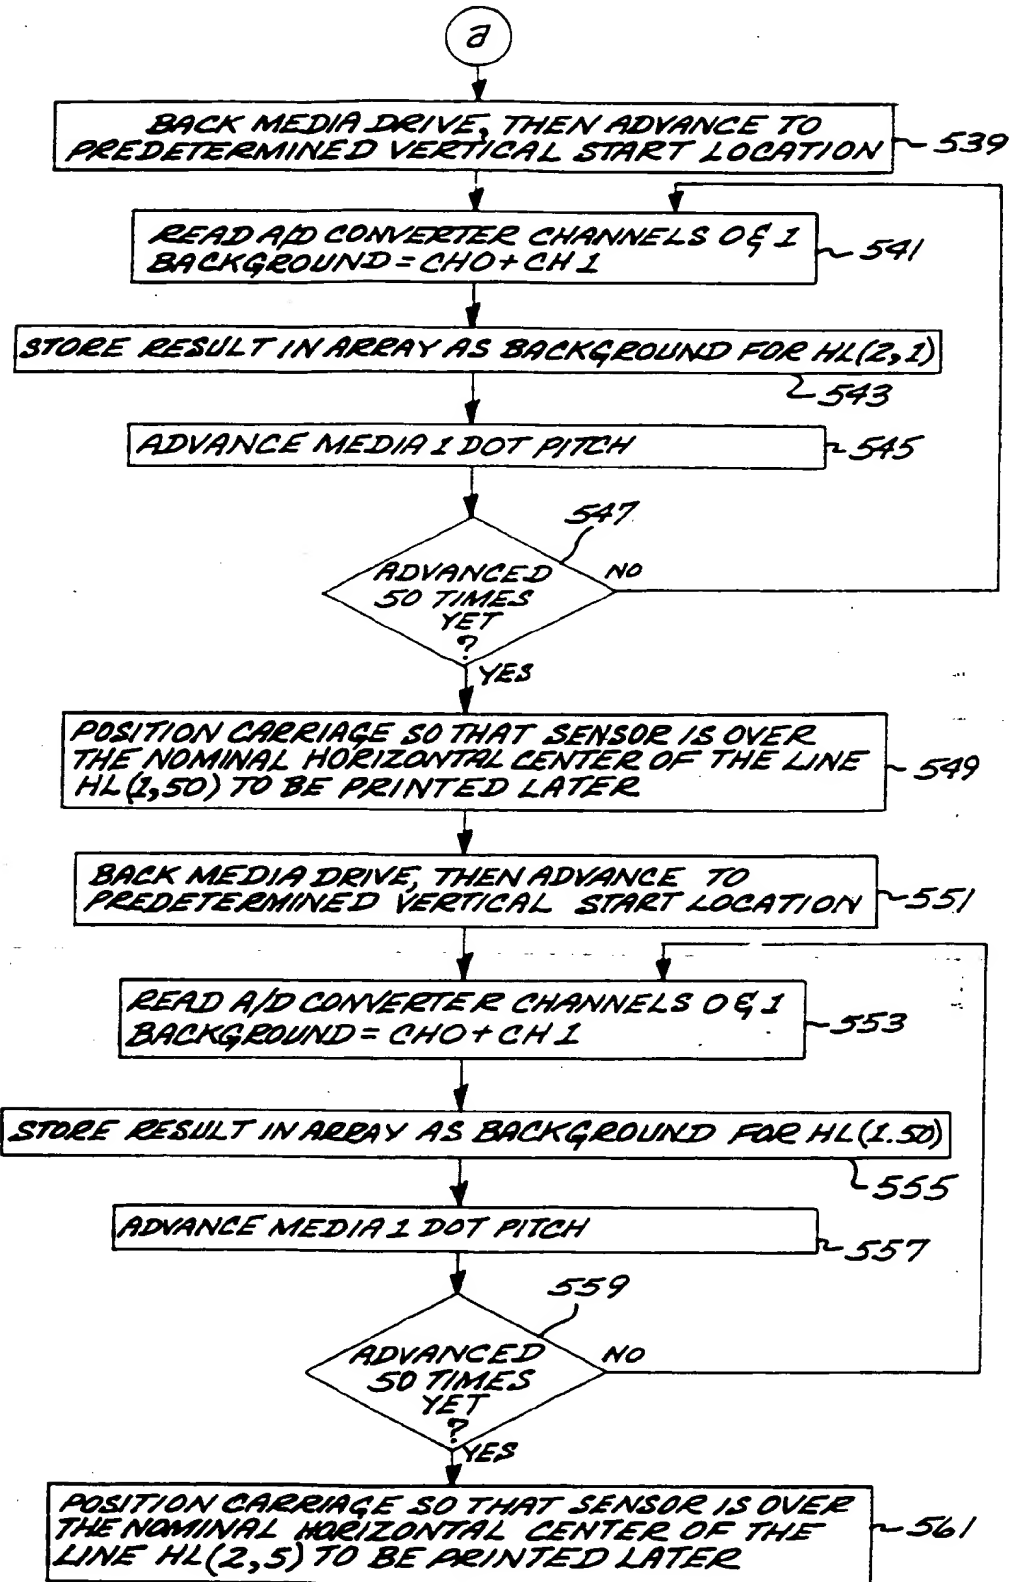 a
BACK MEDIA DRIVE, THEN ADVANCE TO
PREDETERMINED VERTICAL START LOCATION
539
READ A/D CONVERTER CHANNELS 0 & 1
BACKGROUND = CH0 + CH 1
541
STORE RESULT IN ARRAY AS BACKGROUND FOR HL(2,1)
543
ADVANCE MEDIA 1 DOT PITCH
545
547
ADVANCED
50 TIMES
YET
?
NO
YES
POSITION CARRIAGE SO THAT SENSOR IS OVER
THE NOMINAL HORIZONTAL CENTER OF THE LINE
HL(1,50) TO BE PRINTED LATER
549
BACK MEDIA DRIVE, THEN ADVANCE TO
PREDETERMINED VERTICAL START LOCATION
551
READ A/D CONVERTER CHANNELS 0 & 1
BACKGROUND = CH0 + CH 1
553
STORE RESULT IN ARRAY AS BACKGROUND FOR HL(1.50)
555
ADVANCE MEDIA 1 DOT PITCH
557
559
ADVANCED
50 TIMES
YET
?
NO
YES
POSITION CARRIAGE SO THAT SENSOR IS OVER
THE NOMINAL HORIZONTAL CENTER OF THE
LINE HL(2,5) TO BE PRINTED LATER
561